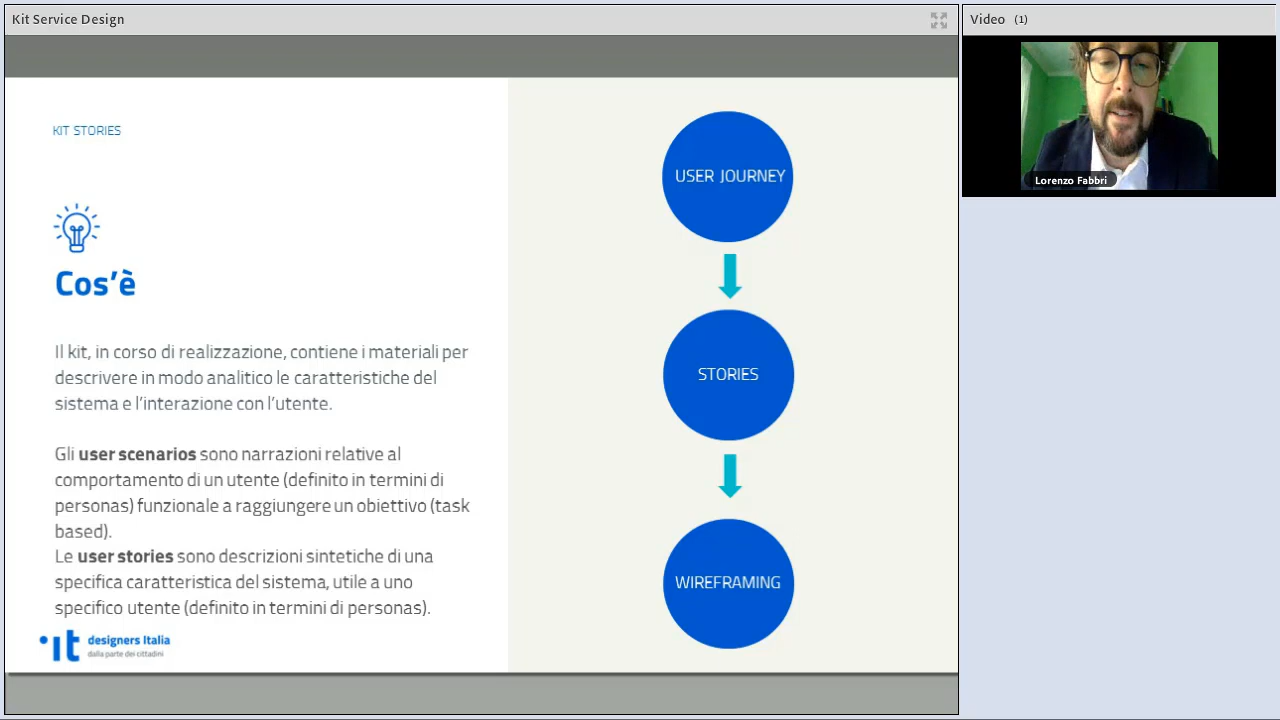 Kit Service Design
Video (1)
KIT STORIES
Cos'è
Il kit, in corso di realizzazione, contiene i materiali per
descrivere in modo analitico le caratteristiche del
sistema e l'interazione con l'utente.
Gli user scenarios sono narrazioni relative al
comportamento di un utente (definito in termini di
personas) funzionale a raggiungere un obiettivo (task
based).
Le user stories sono descrizioni sintetiche di una
specifica caratteristica del sistema, utile a uno
specifico utente (definito in termini di personas).
it designers Italia
dalla parte dei cittadini
USER JOURNEY
STORIES
WIREFRAMING
Lorenzo Fabbri